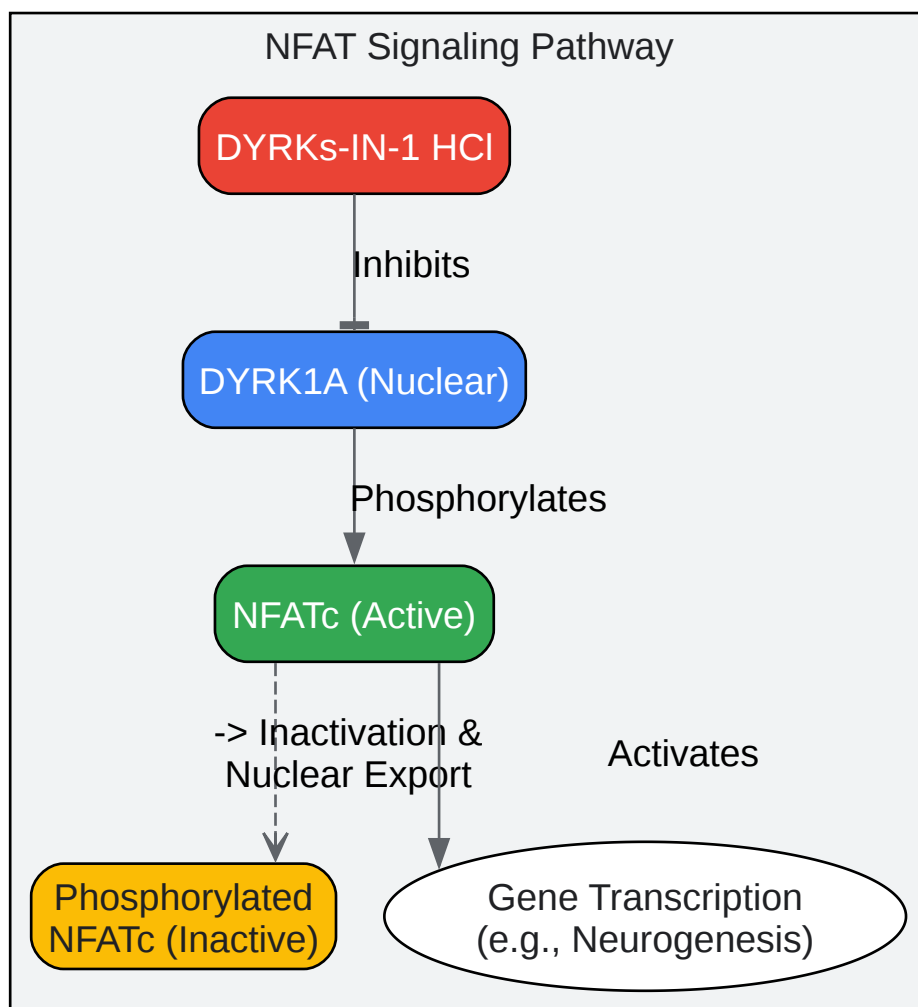 NFAT Signaling Pathway
DYRKs-IN-1 HCl
Inhibits
DYRK1A (Nuclear)
Phosphorylates
NFATc (Active)
-> Inactivation &
Nuclear Export
Activates
Phosphorylated
NFATc (Inactive)
Gene Transcription
(e.g., Neurogenesis)